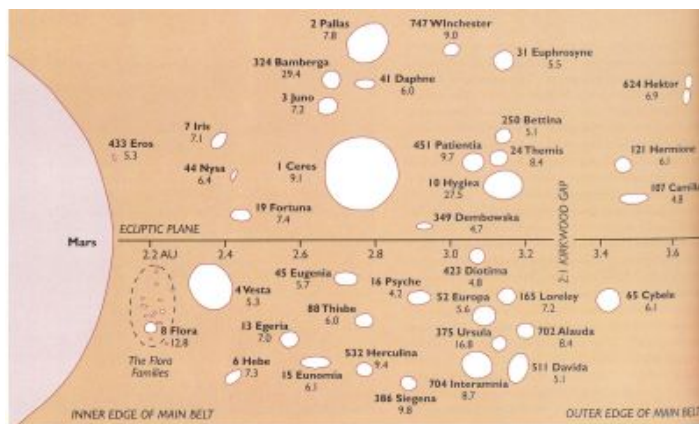 2 Pallas
7.8
747 WInchester
9.0
31 Euphrosyne
5.5
324 Bamberga
29.4
41 Daphne
6.0
624 Hektor
6.9
3 Juno
7.2
7 Iris
7.1
250 Bettina
5.1
433 Eros
5.3
44 Nysa
6.4
1 Ceres
9.1
451 Patientia
9.7
24 Themis
8.4
121 Hermione
6.1
10 Hygiea
27.5
107 Camill
4.8
19 Fortuna
7.4
349 Dembowska
4.7
2:1 KIRKWOOD GAP
ECLIPTIC PLANE
Mars
2.2 AU
2.4
2.6
2.8
3.0
3.2
3.4
3.6
423 Diotima
4.8
45 Eugenia
5.7
16 Psyche
4.2
4 Vesta
5.3
52 Europa
5.6
165 Loreley
7.2
65 Cybele
6.1
88 Thisbe
6.0
8 Flora
12.8
13 Egeria
7.0
375 Ursula
16.8
702 Alauda
8.4
The Flora
Families
6 Hebe
7.3
532 Herculina
9.4
15 Eunomia
6.1
511 Davida
5.1
704 Interamnia
8.7
386 Siegena
9.8
INNER EDGE OF MAIN BELT
OUTER EDGE OF MAIN BEL